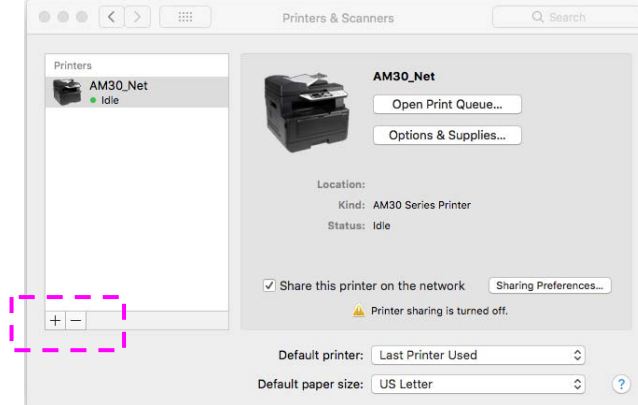 Printers & Scanners
Search
Printers
AM30_Net
Idle
AM30_Net
Open Print Queue...
Options & Supplies...
Location:
Kind: AM30 Series Printer
Status: Idle
Share this printer on the network
Sharing Preferences...
Printer sharing is turned off.
+ −
Default printer: Last Printer Used
Default paper size: US Letter
?